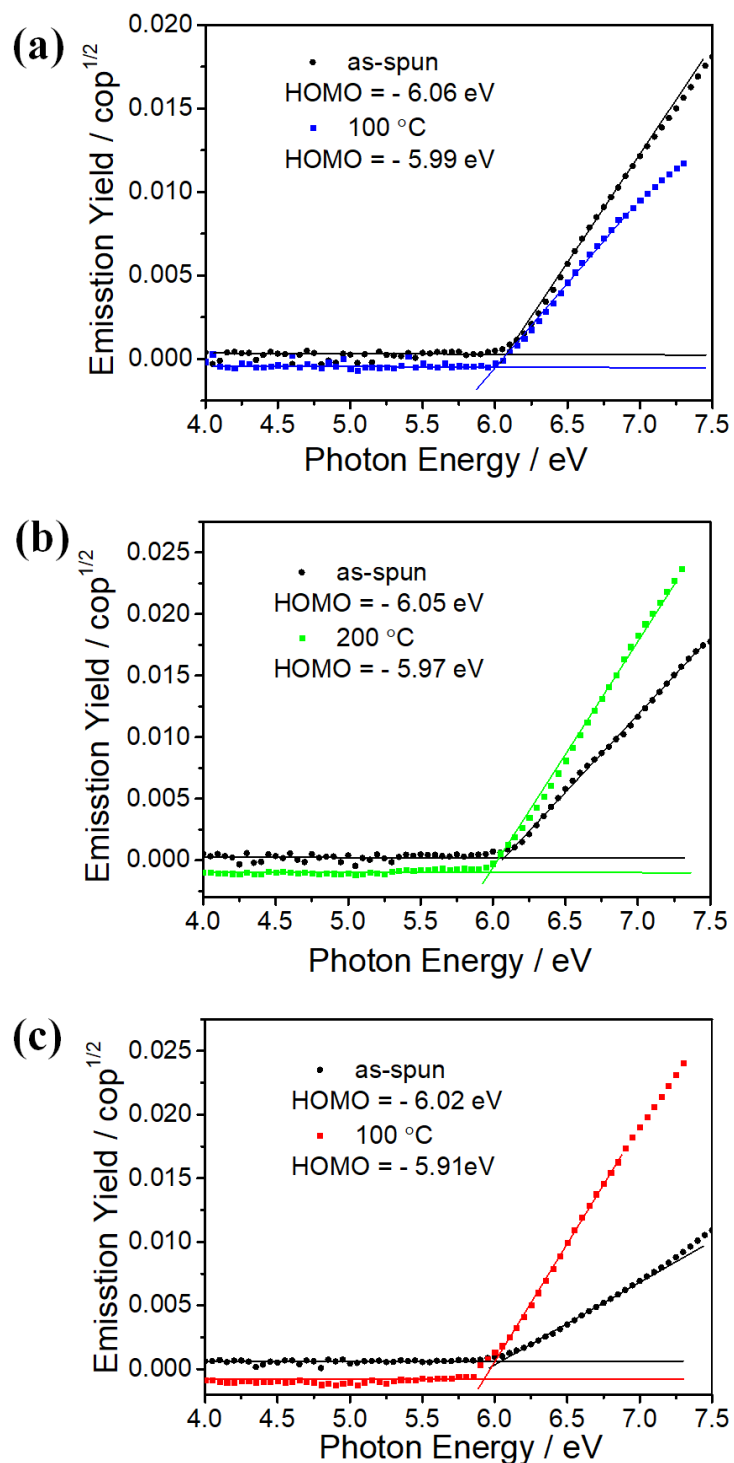 (a)
0.020
0.015
0.010
0.005
0.000
Emisstion Yield / cop^1/2
as-spun
HOMO = - 6.06 eV
100 °C
HOMO = - 5.99 eV
4.0 4.5 5.0 5.5 6.0 6.5 7.0 7.5
Photon Energy / eV
(b)
0.025
0.020
0.015
0.010
0.005
0.000
Emisstion Yield / cop^1/2
as-spun
HOMO = - 6.05 eV
200 °C
HOMO = - 5.97 eV
4.0 4.5 5.0 5.5 6.0 6.5 7.0 7.5
Photon Energy / eV
(c)
0.025
0.020
0.015
0.010
0.005
0.000
Emisstion Yield / cop^1/2
as-spun
HOMO = - 6.02 eV
100 °C
HOMO = - 5.91eV
4.0 4.5 5.0 5.5 6.0 6.5 7.0 7.5
Photon Energy / eV